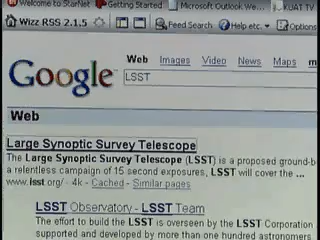 Welcome to StarNet Getting Started Microsoft Outlook We... KUAT TV
Wizz RSS 2.1.5 Feed Search Help etc. Options
Google Web Images Video News Maps
LSST
Web
Large Synoptic Survey Telescope
The Large Synoptic Survey Telescope (LSST) is a proposed ground-b
a relentless campaign of 15 second exposures, LSST will cover the ...
www.lsst.org/ - 4k - Cached - Similar pages
LSST Observatory - LSST Team
The effort to build the LSST is overseen by the LSST Corporation
supported and developed by more than one hundred astronomers